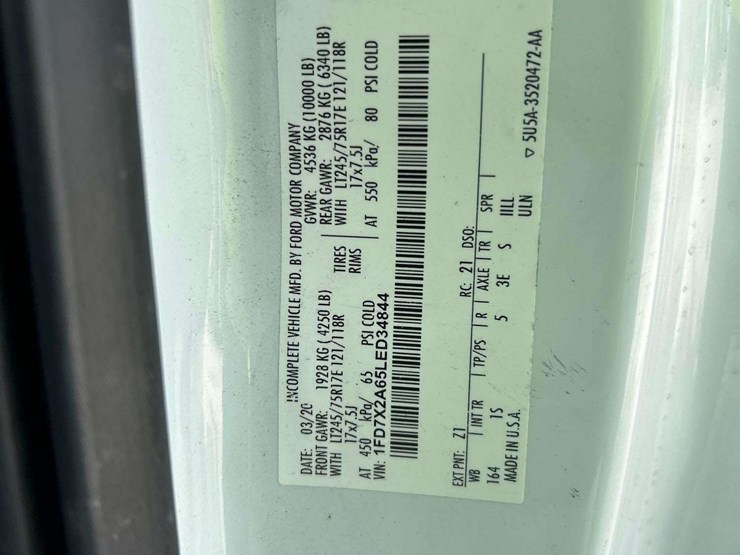 INCOMPLETE VEHICLE MFD. BY FORD MOTOR COMPANY
DATE: 03/20 GVWR: 4536 KG (10000 LB)
FRONT GAWR: 1928 KG ( 4250 LB) REAR GAWR: 2876 KG ( 6340 LB)
WITH LT245/75R17E 121/118R TIRES WITH LT245/75R17E 121/118R
17x7.5J RIMS 17x7.5J
AT 450 kPa/ 65 PSI COLD AT 550 kPa/ 80 PSI COLD
VIN: 1FD7X2A65LED34844
EXT PNT: Z1 RC: 21 DSO:
WB INT TR TP/PS R AXLE TR SPR
164 1S 5 3E S IILL
MADE IN U.S.A. ULN
▽ 5U5A-3520472-AA